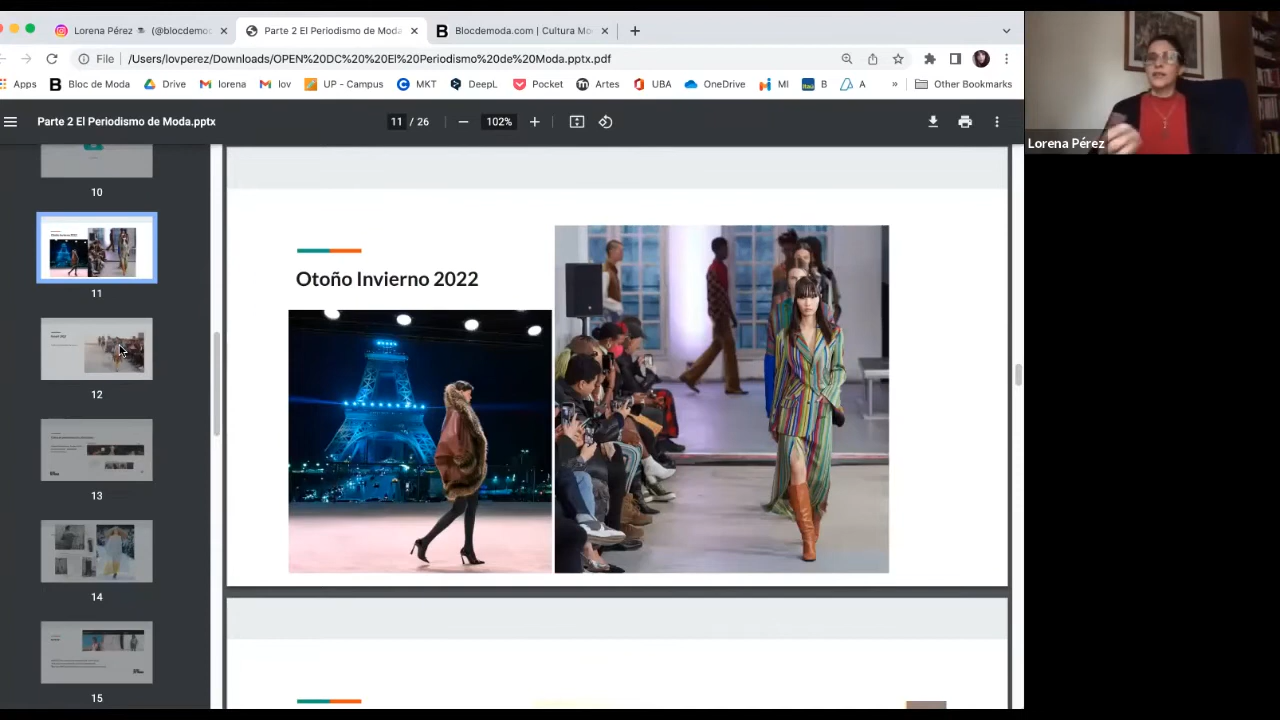 Lorena Pérez
(@blocdemod
Parte 2 El Periodismo de Moda.
Blocdemoda.com | Cultura Mo
File
/Users/lovperez/Downloads/OPEN%20DC%20%20El%20Periodismo%20de%20Moda.pptx.pdf
Apps
Bloc de Moda
Drive
lorena
lov
UP - Campus
MKT
DeepL
Pocket
Artes
UBA
OneDrive
MI
B
A
»
Other Bookmarks
Parte 2 El Periodismo de Moda.pptx
11 / 26
102%
Lorena Pérez
10
11
12
13
14
15
Otoño Invierno 2022